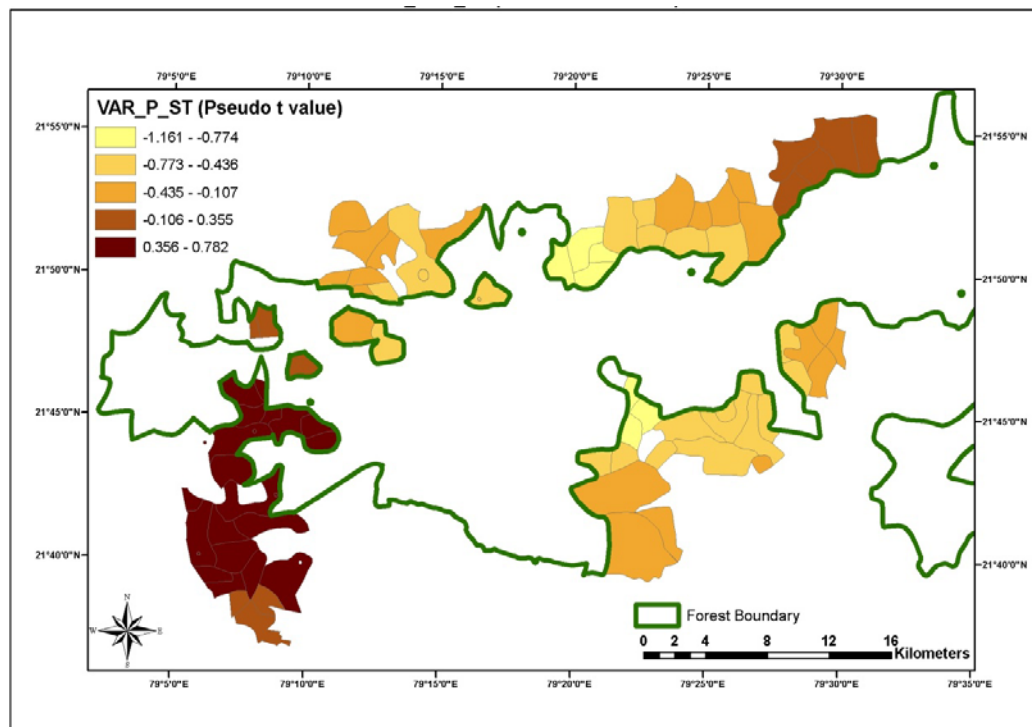 79°5'0"E 79°10'0"E 79°15'0"E 79°20'0"E 79°25'0"E 79°30'0"E
VAR_P_ST (Pseudo t value)
-1.161 - -0.774
-0.773 - -0.436
-0.435 - -0.107
-0.106 - 0.355
0.356 - 0.782
21°55'0"N 21°55'0"N
21°50'0"N 21°50'0"N
21°45'0"N 21°45'0"N
21°40'0"N 21°40'0"N
N
W E
S
Forest Boundary
0 2 4 8 12 16
Kilometers
79°5'0"E 79°10'0"E 79°15'0"E 79°20'0"E 79°25'0"E 79°30'0"E 79°35'0"E